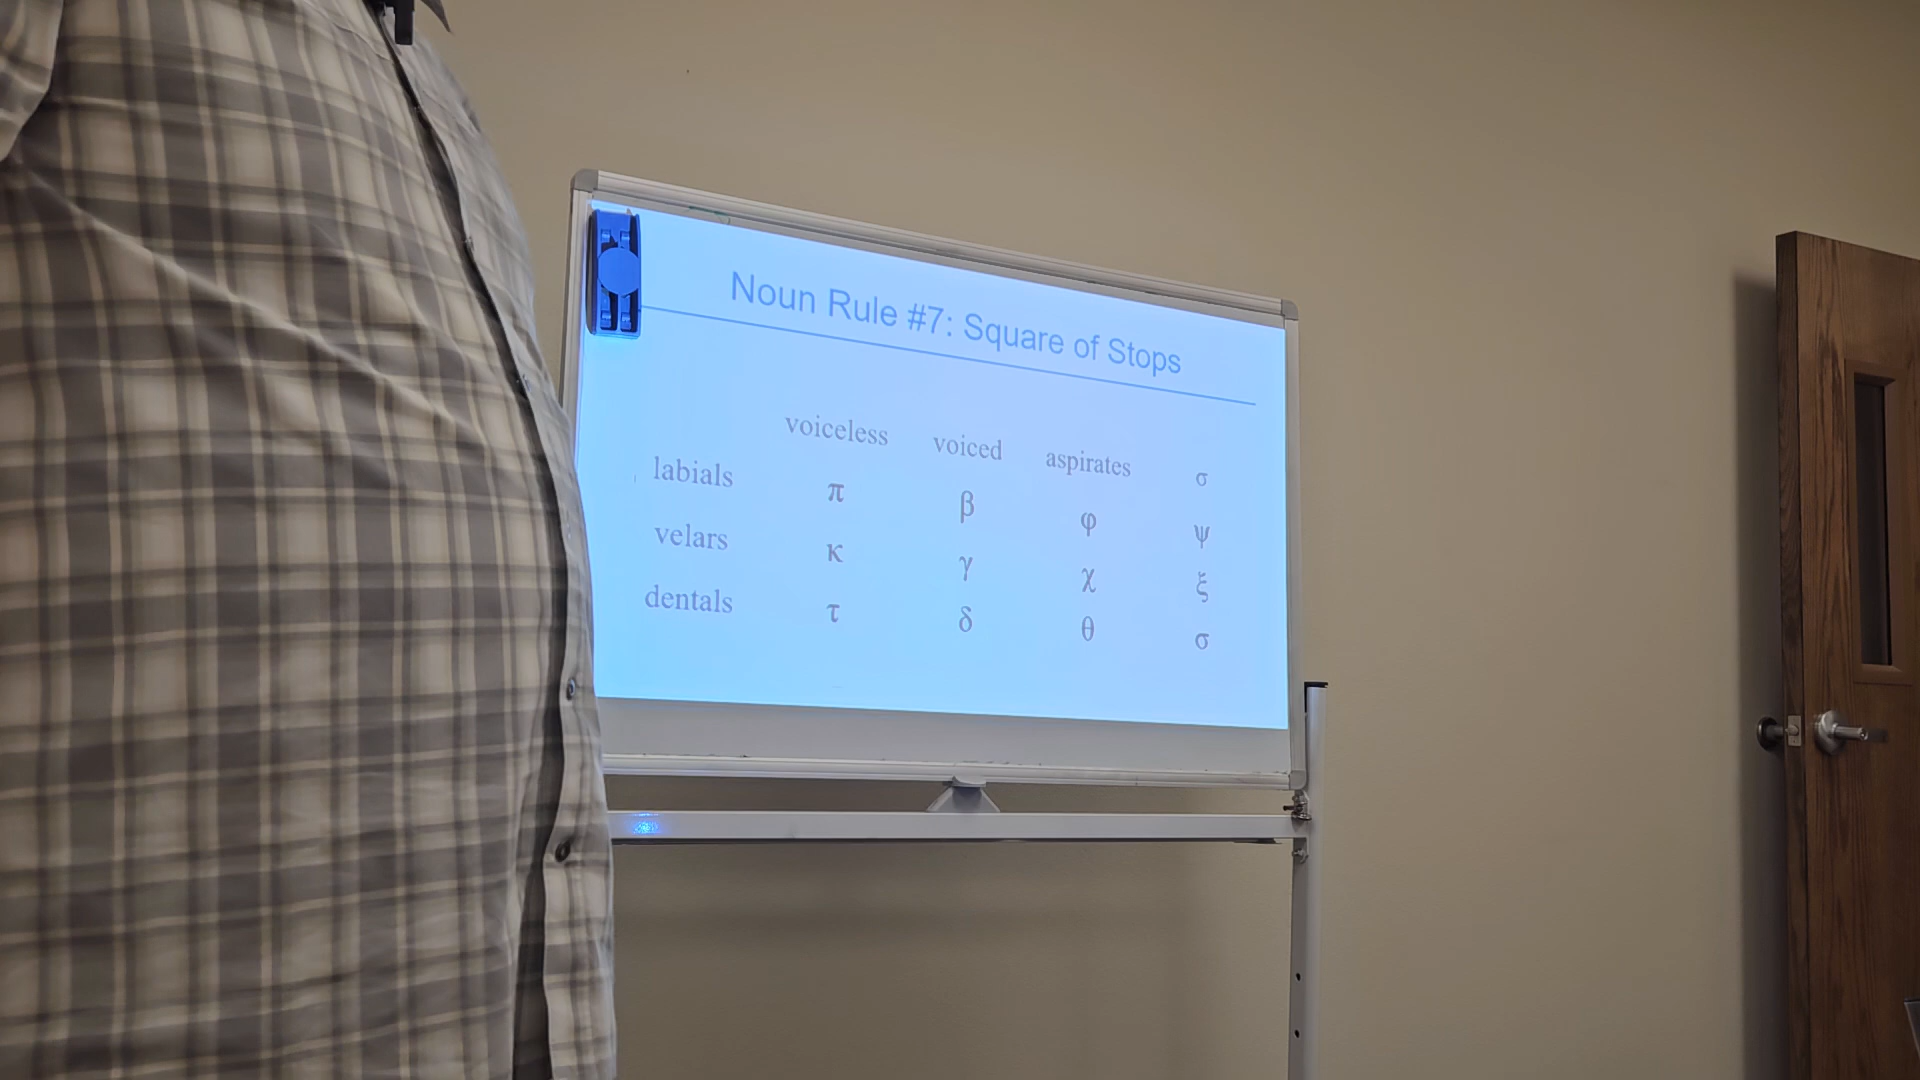 Noun Rule #7: Square of Stops
voiceless voiced aspirates σ
labials π β φ ψ
velars κ γ χ ξ
dentals τ δ θ σ